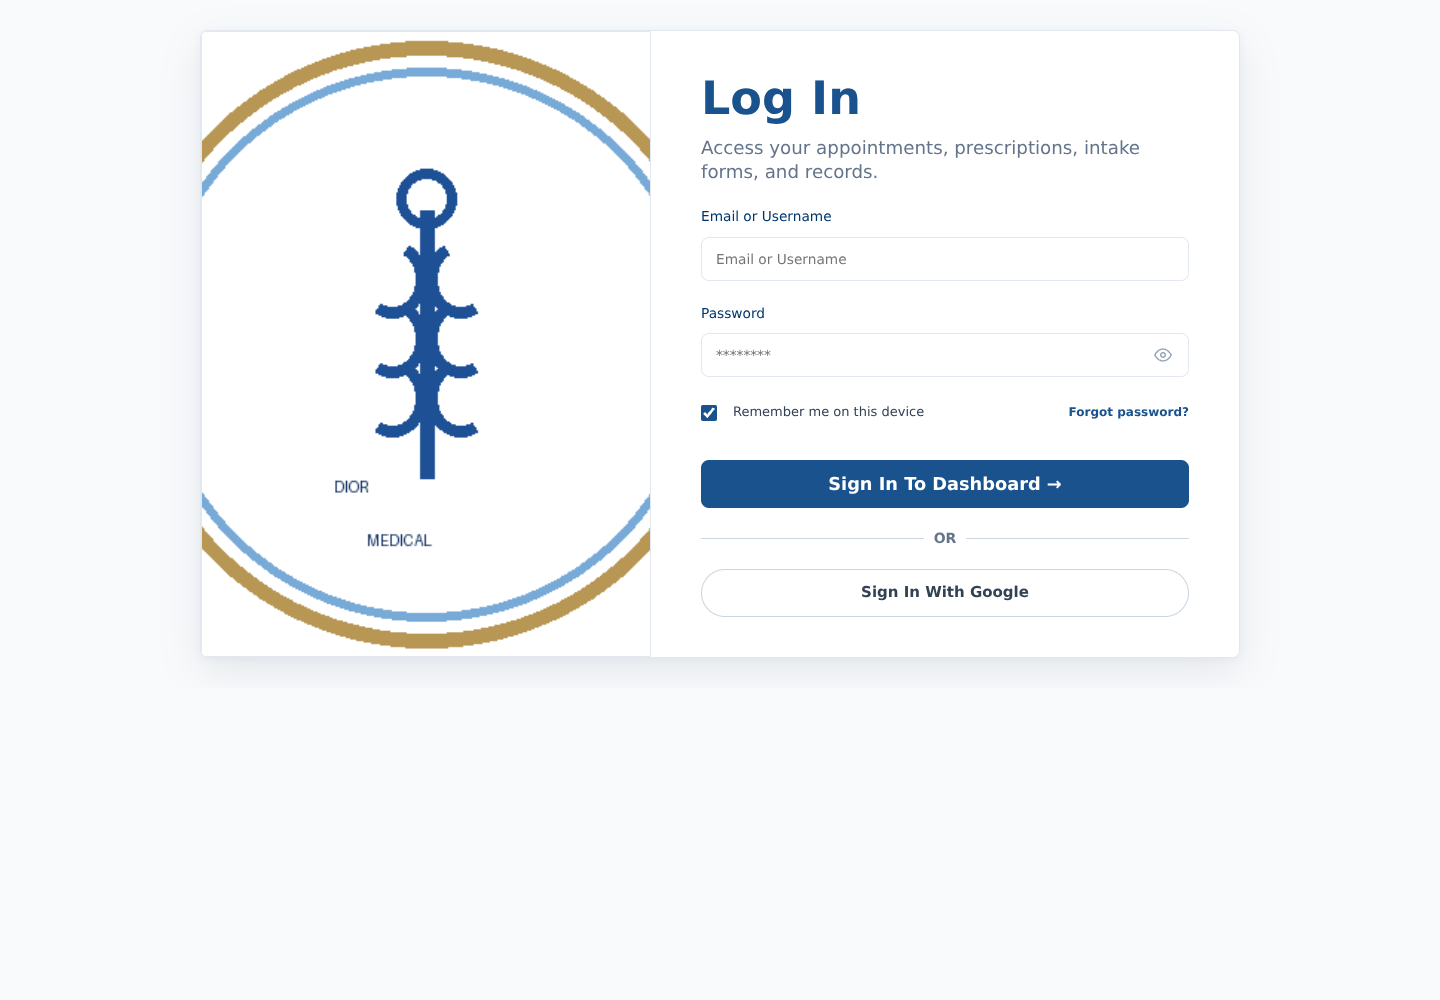 DIOR
MEDICAL
Log In
Access your appointments, prescriptions, intake
forms, and records.
Email or Username
Email or Username
Password
********
Remember me on this device
Forgot password?
Sign In To Dashboard →
OR
Sign In With Google